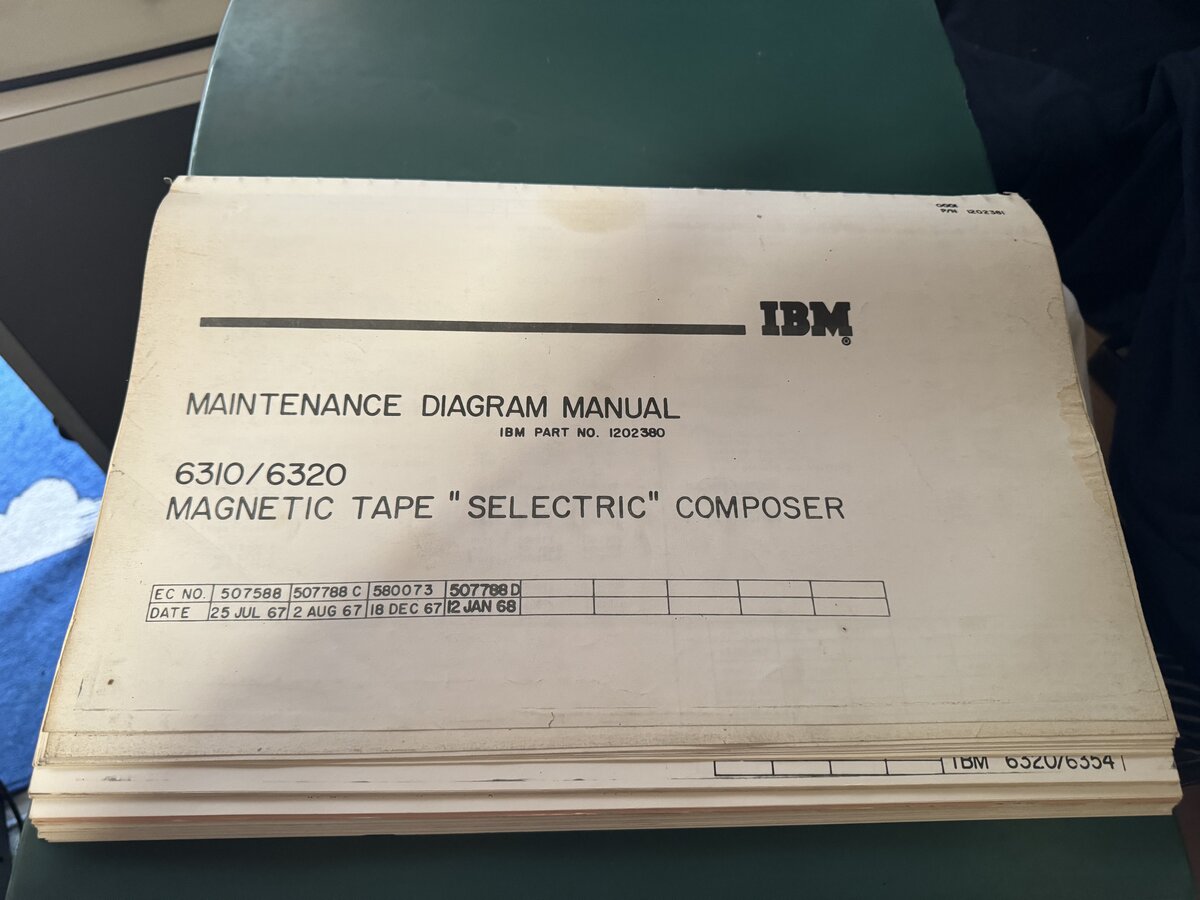 P/N 1202381
IBM
MAINTENANCE DIAGRAM MANUAL
IBM PART NO. 1202380
6310/6320
MAGNETIC TAPE "SELECTRIC" COMPOSER
EC NO. 507588 507788 C 580073 507788 D
DATE 25 JUL 67 2 AUG 67 18 DEC 67 12 JAN 68
IBM 6320/6354